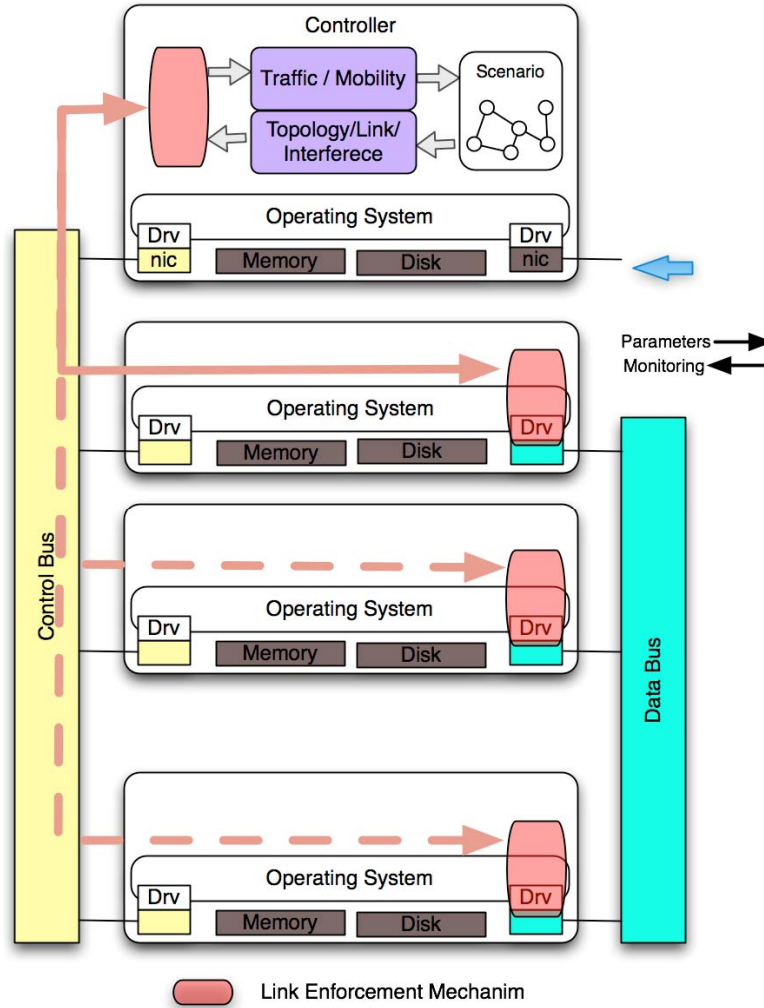 Controller
Traffic / Mobility
Scenario
Topology/Link/
Interferece
Operating System
Drv
Drv
nic
Memory
Disk
nic
Parameters
Monitoring
Operating System
Drv
Drv
Memory
Disk
Control Bus
Operating System
Drv
Drv
Memory
Disk
Data Bus
Operating System
Drv
Drv
Memory
Disk
Link Enforcement Mechanim